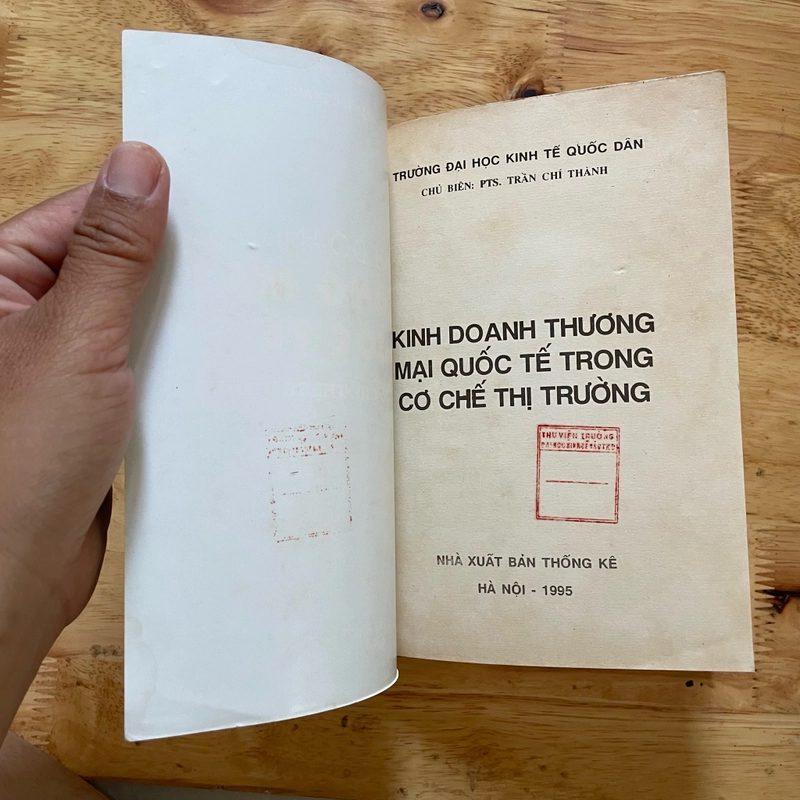 TRƯỜNG ĐẠI HỌC KINH TẾ QUỐC DÂN
CHỦ BIÊN: PTS. TRẦN CHÍ THÀNH
KINH DOANH THƯƠNG
MẠI QUỐC TẾ TRONG
CƠ CHẾ THỊ TRƯỜNG
THƯ VIỆN TRƯỜNG
NHÀ XUẤT BẢN THỐNG KÊ
HÀ NỘI - 1995